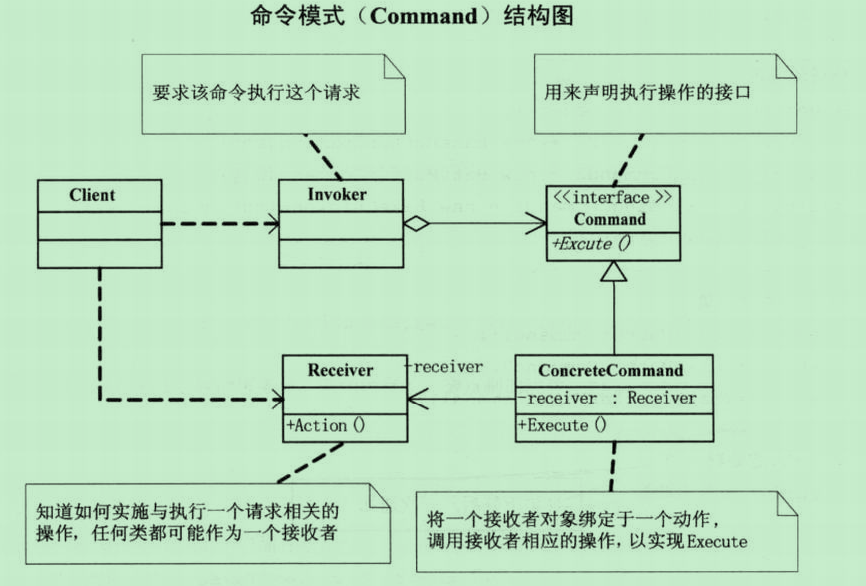 命令模式（Command）结构图
要求该命令执行这个请求
用来声明执行操作的接口
Client
Invoker
<<interface >>
Command
+Excute ()
Receiver
+Action ()
-receiver
ConcreteCommand
-receiver : Receiver
+Execute ()
知道如何实施与执行一个请求相关的
操作，任何类都可能作为一个接收者
将一个接收者对象绑定于一个动作，
调用接收者相应的操作，以实现Execute